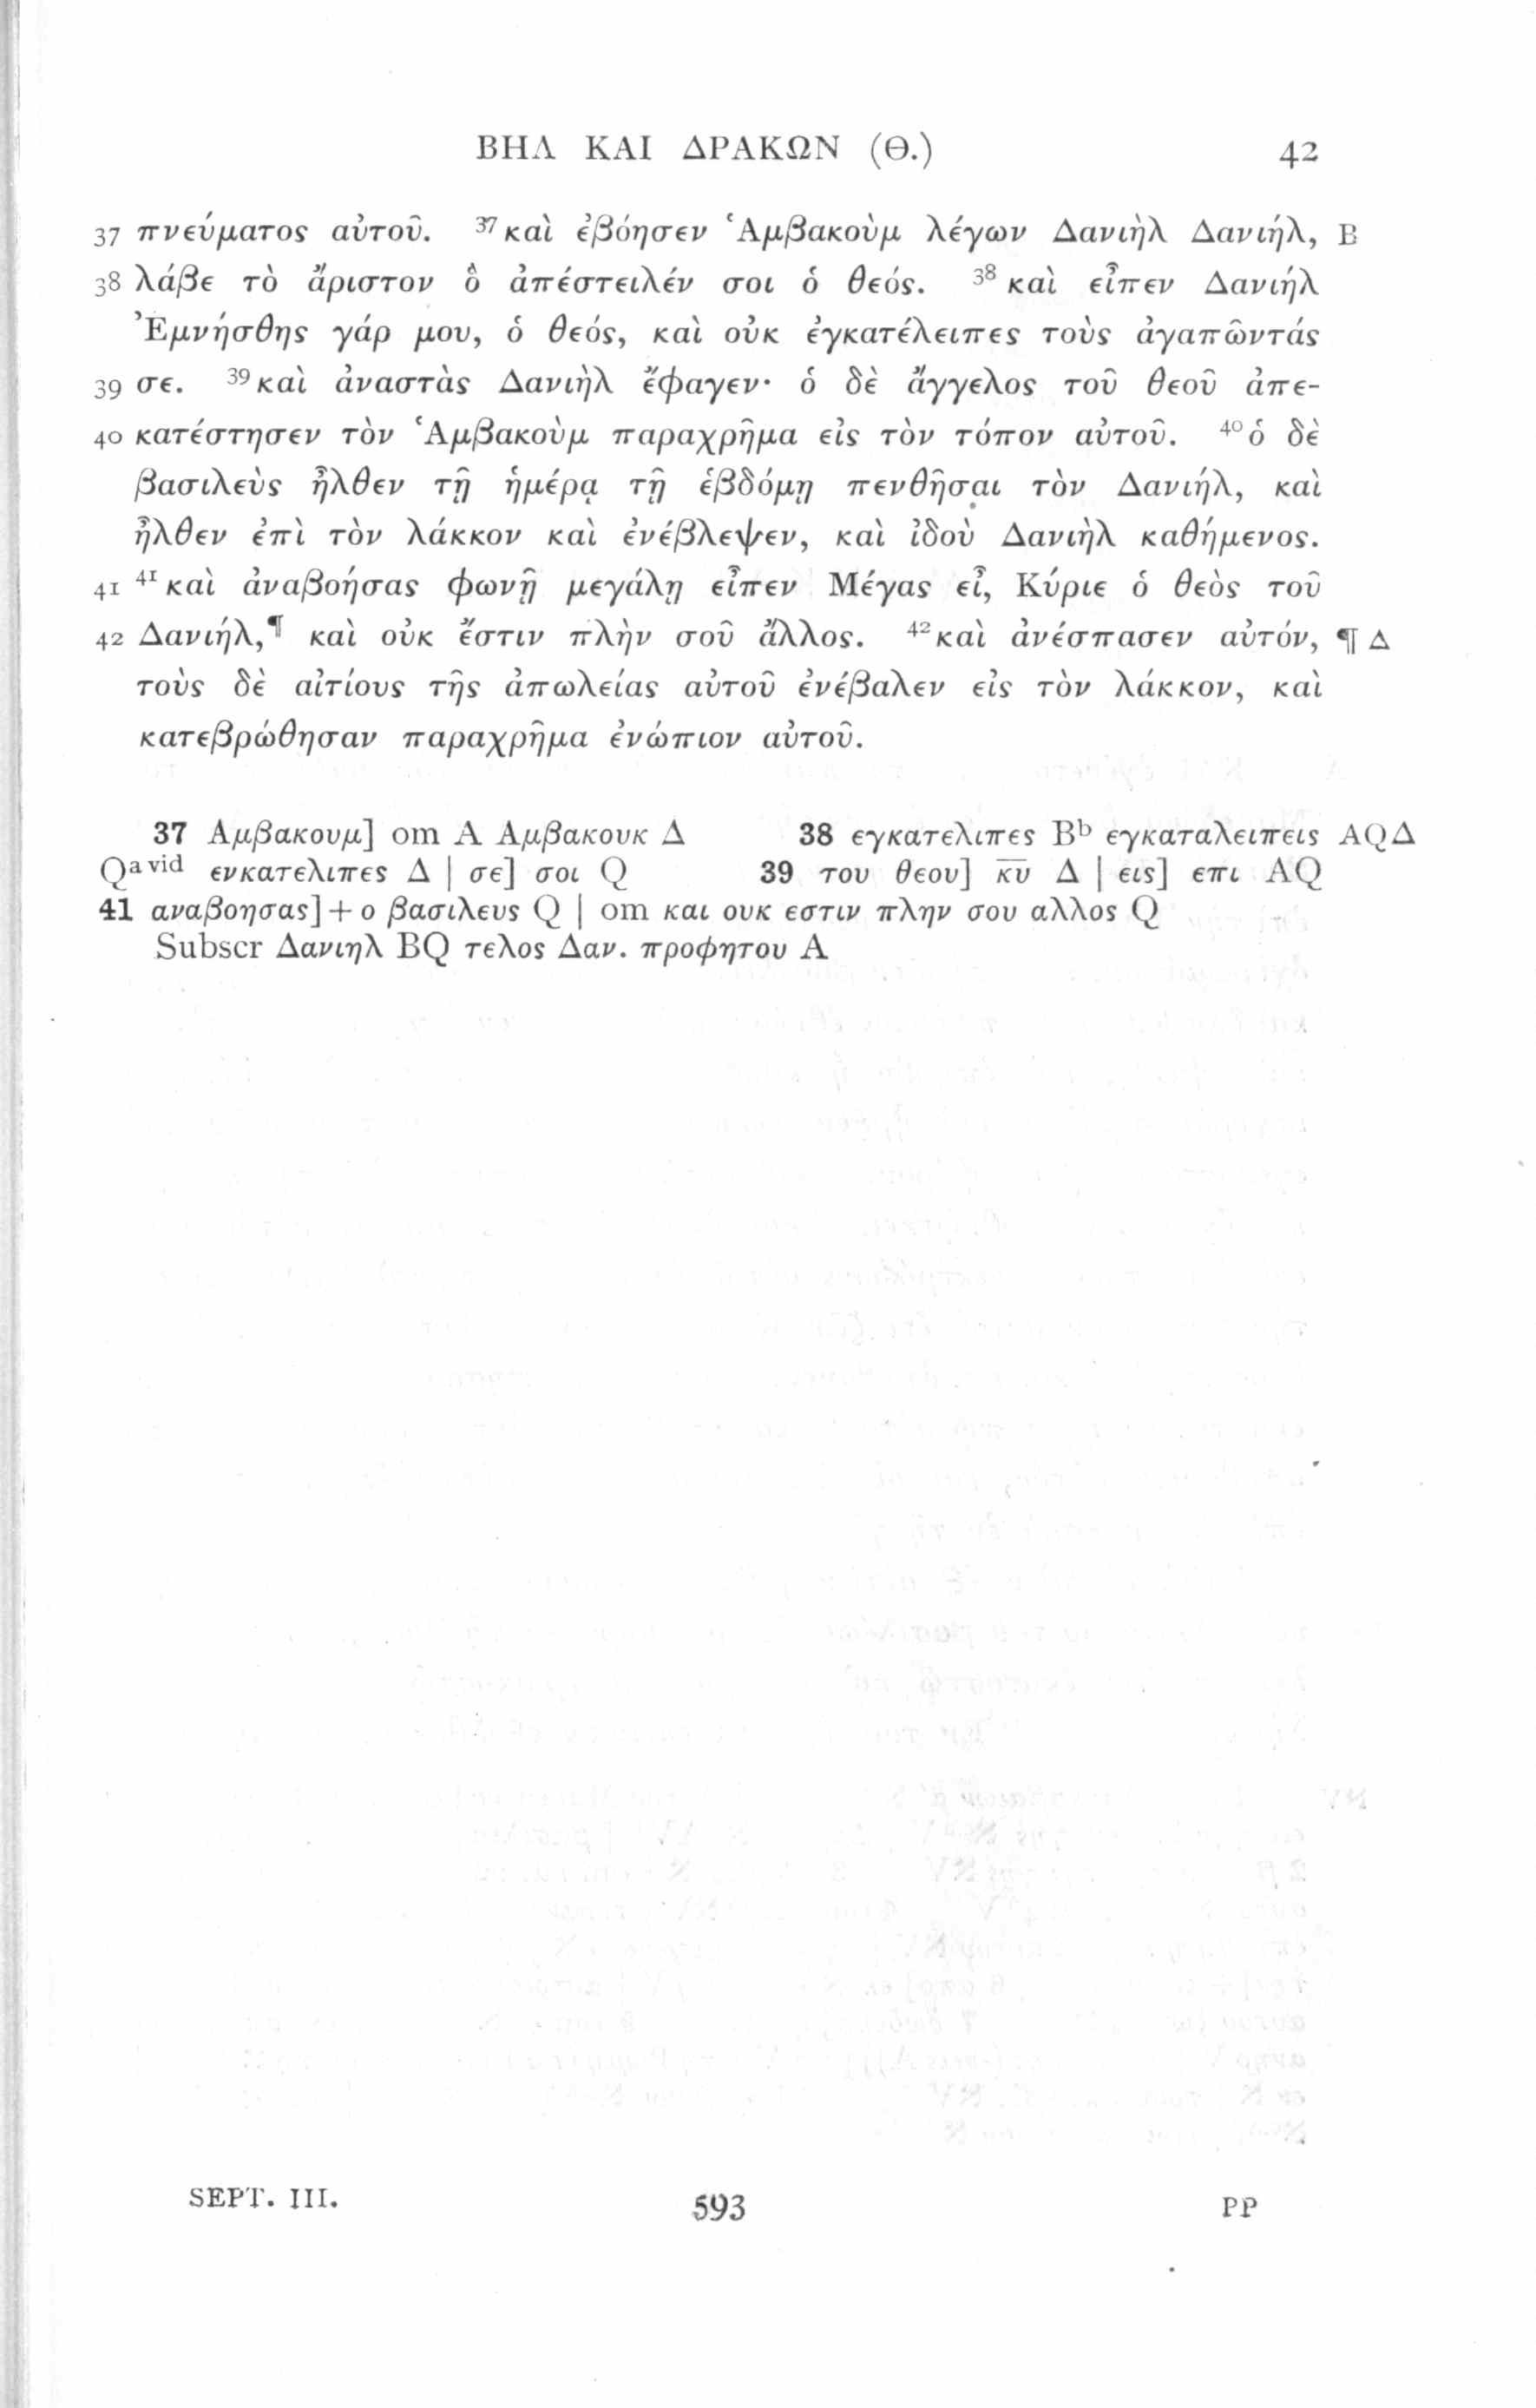 ΒΗΛ ΚΑΙ ΔΡΑΚΩΝ (Θ.) 42
37 πνεύματος αὐτοῦ. ³⁷καὶ ἐβόησεν Ἁμβακοὺμ λέγων Δανιὴλ Δανιήλ, B
38 λάβε τὸ ἄριστον ὃ ἀπέστειλέν σοι ὁ θεός. ³⁸καὶ εἶπεν Δανιήλ
Ἐμνήσθης γάρ μου, ὁ θεός, καὶ οὐκ ἐγκατέλειπες τοὺς ἀγαπῶντάς
39 σε. ³⁹καὶ ἀναστὰς Δανιὴλ ἔφαγεν· ὁ δὲ ἄγγελος τοῦ θεοῦ ἀπε-
40 κατέστησεν τὸν Ἁμβακοὺμ παραχρῆμα εἰς τὸν τόπον αὐτοῦ. ⁴⁰ὁ δὲ
βασιλεὺς ἦλθεν τῇ ἡμέρᾳ τῇ ἑβδόμῃ πενθῆσαι τὸν Δανιήλ, καὶ
ἦλθεν ἐπὶ τὸν λάκκον καὶ ἐνέβλεψεν, καὶ ἰδοὺ Δανιὴλ καθήμενος.
41 ⁴¹καὶ ἀναβοήσας φωνῇ μεγάλῃ εἶπεν Μέγας εἶ, Κύριε ὁ θεὸς τοῦ
42 Δανιήλ,¶ καὶ οὐκ ἔστιν πλὴν σοῦ ἄλλος. ⁴²καὶ ἀνέσπασεν αὐτόν, ¶ Δ
τοὺς δὲ αἰτίους τῆς ἀπωλείας αὐτοῦ ἐνέβαλεν εἰς τὸν λάκκον, καὶ
κατεβρώθησαν παραχρῆμα ἐνώπιον αὐτοῦ.
37 Αμβακουμ] om A Αμβακουκ Δ 38 εγκατελιπες Bᵇ εγκαταλειπεις AQΔ
Qᵃ ᵛⁱᵈ ενκατελιπες Δ | σε] σοι Q 39 του θεου] κ̅υ̅ Δ | εις] επι AQ
41 αναβοησας] + ο βασιλευς Q | om και ουκ εστιν πλην σου αλλος Q
Subscr Δανιηλ BQ τελος Δαν. προφητου A
SEPT. III. 593 PP